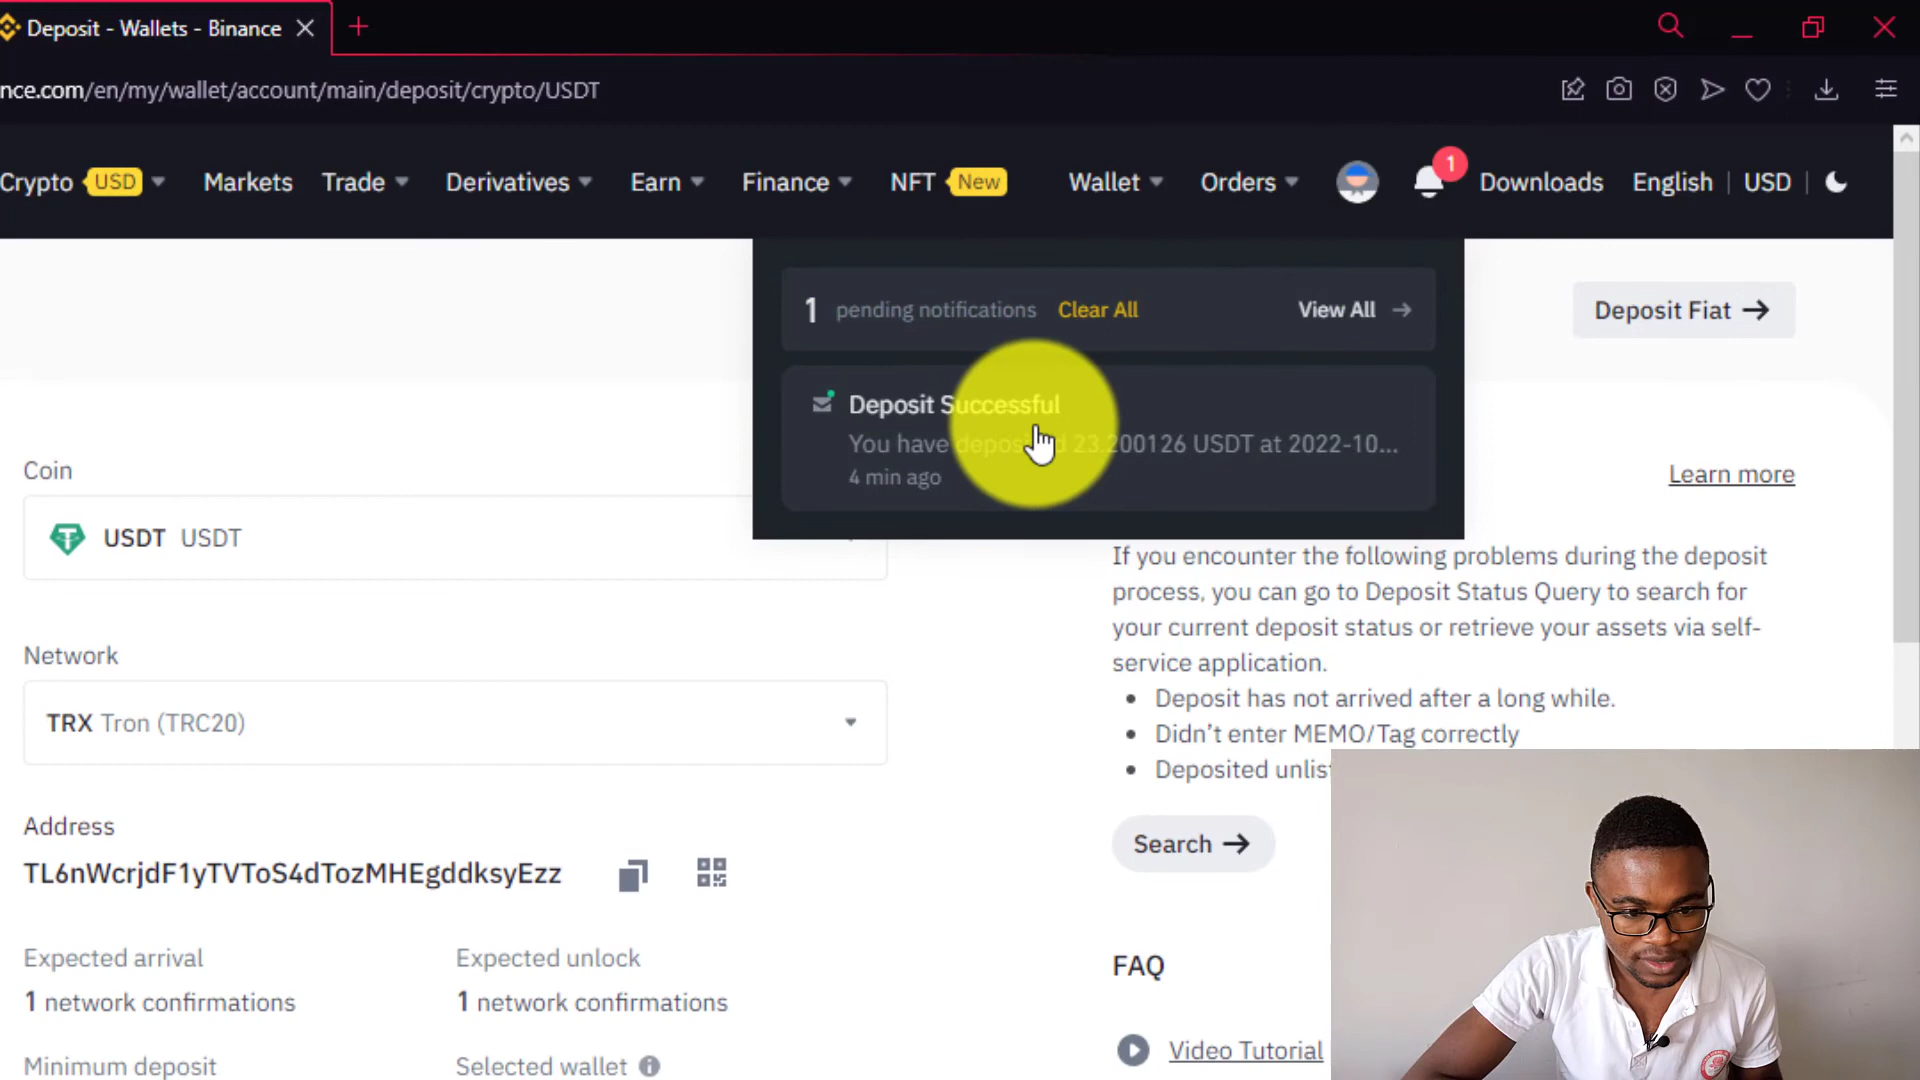 Deposit - Wallets - Binance
nce.com/en/my/wallet/account/main/deposit/crypto/USDT
Crypto USD Markets Trade Derivatives Earn Finance NFT New Wallet Orders 1 Downloads English USD
1 pending notifications Clear All View All →
Deposit Fiat →
Deposit Successful
You have deposited 23.200126 USDT at 2022-10...
4 min ago
Coin
Learn more
USDT USDT
If you encounter the following problems during the deposit
process, you can go to Deposit Status Query to search for
your current deposit status or retrieve your assets via self-
service application.
Network
TRX Tron (TRC20)
• Deposit has not arrived after a long while.
• Didn’t enter MEMO/Tag correctly
• Deposited unlis
Address
Search →
TL6nWcrjdF1yTVToS4dTozMHEgddksyEzz
Expected arrival
Expected unlock
FAQ
1 network confirmations
1 network confirmations
Minimum deposit
Selected wallet
Video Tutorial